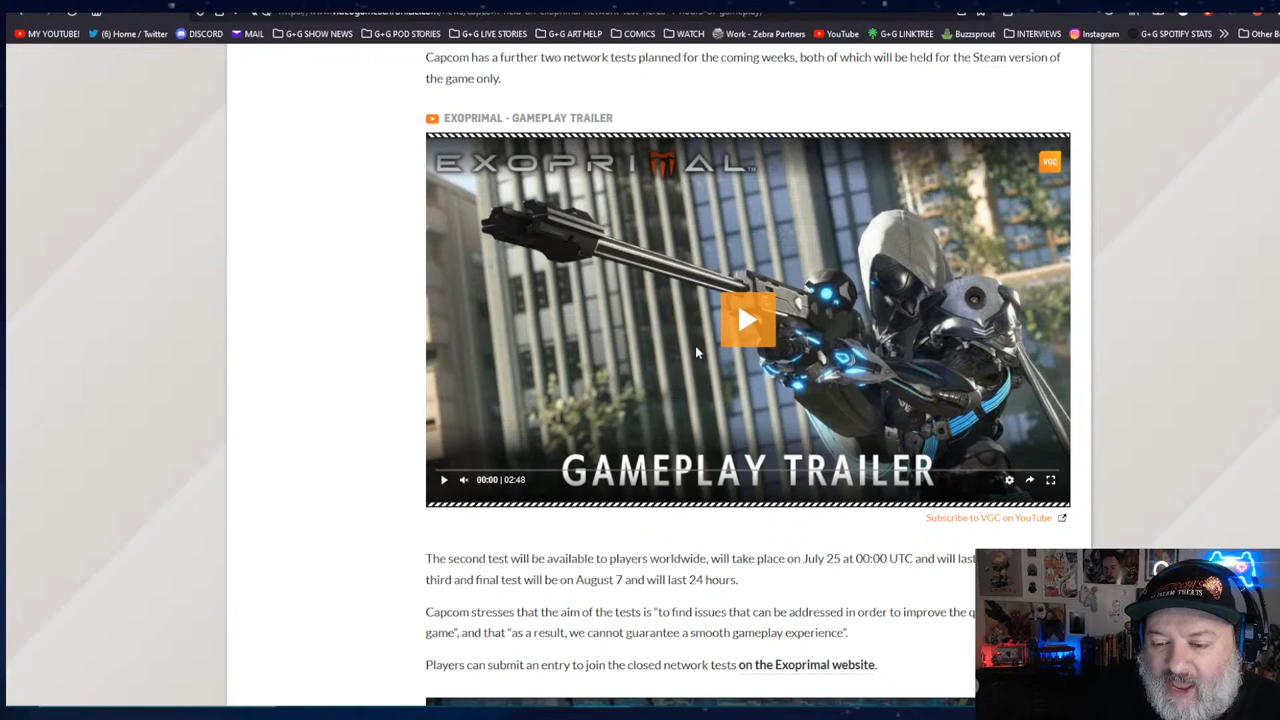 MY YOUTUBE! (6) Home / Twitter DISCORD MAIL G+G SHOW NEWS G+G POD STORIES G+G LIVE STORIES G+G ART HELP COMICS WATCH Work - Zebra Partners YouTube G+G LINKTREE Buzzsprout INTERVIEWS Instagram G+G SPOTIFY STATS Other B
Capcom has a further two network tests planned for the coming weeks, both of which will be held for the Steam version of
the game only.
EXOPRIMAL - GAMEPLAY TRAILER
EXOPRIMAL
VGC
GAMEPLAY TRAILER
00:00 | 02:48
Subscribe to VGC on YouTube
The second test will be available to players worldwide, will take place on July 25 at 00:00 UTC and will last
third and final test will be on August 7 and will last 24 hours.
Capcom stresses that the aim of the tests is “to find issues that can be addressed in order to improve the q
game”, and that “as a result, we cannot guarantee a smooth gameplay experience”.
Players can submit an entry to join the closed network tests on the Exoprimal website.